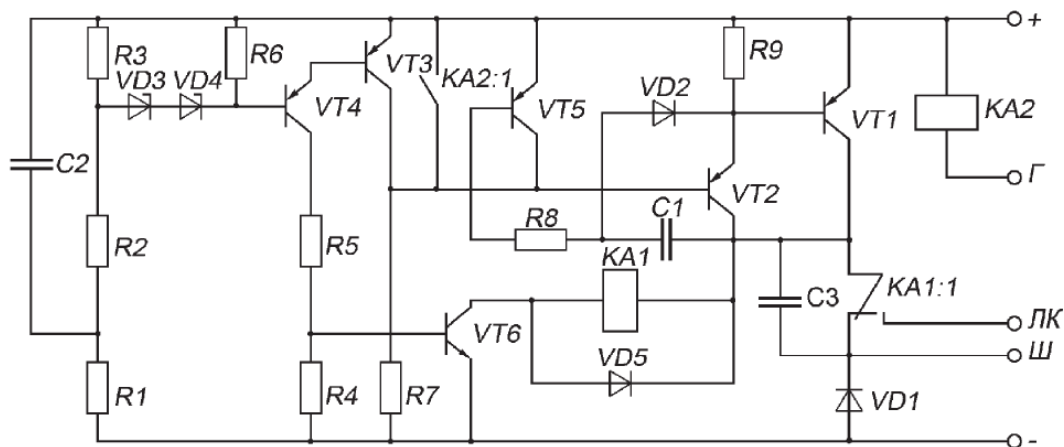 +
R3
R6
R9
VD3
VD4
VT3
KA2:1
VT4
VT5
VD2
VT1
KA2
C2
Г
VT2
C1
R2
R5
R8
KA1
C3
KA1:1
ЛК
VT6
Ш
VD5
R1
R4
R7
VD1
-